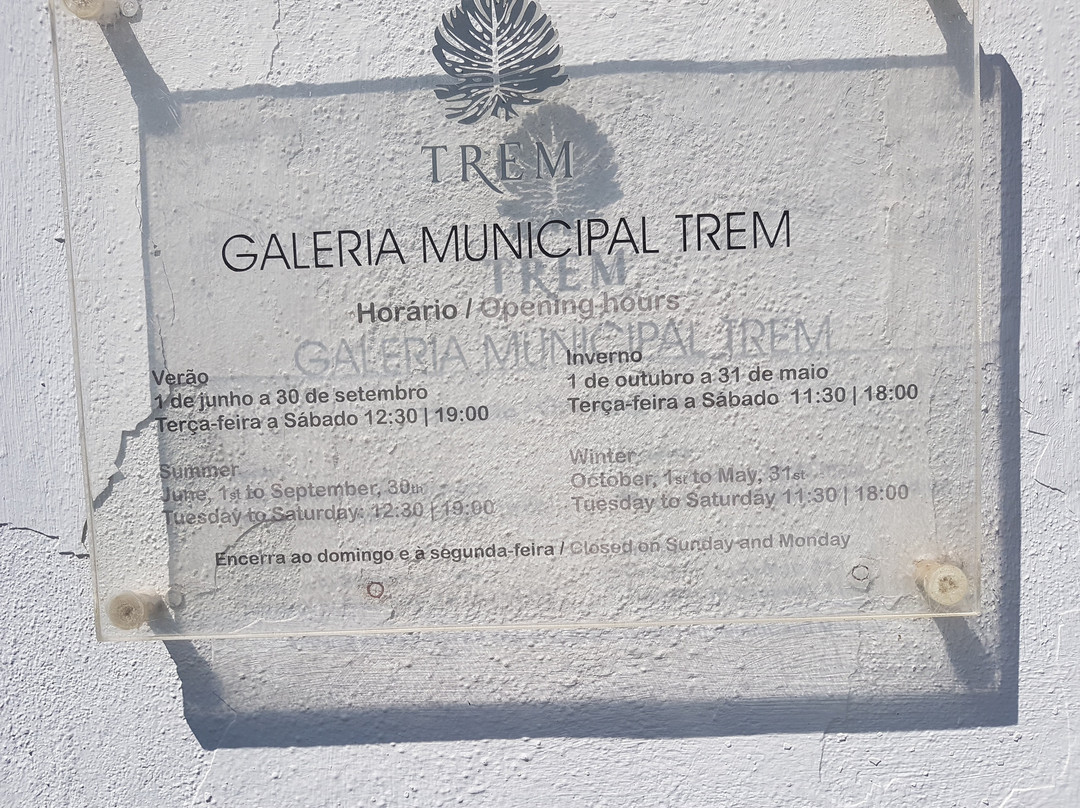 TREM
GALERIA MUNICIPAL TREM
Horário / Opening hours
Verão
1 de junho a 30 de setembro
Terça-feira a Sábado 12:30 | 19:00
Inverno
1 de outubro a 31 de maio
Terça-feira a Sábado 11:30 | 18:00
Summer
June, 1st to September, 30th
Tuesday to Saturday: 12:30 | 19:00
Winter
October, 1st to May, 31st
Tuesday to Saturday 11:30 | 18:00
Encerra ao domingo e à segunda-feira / Closed on Sunday and Monday